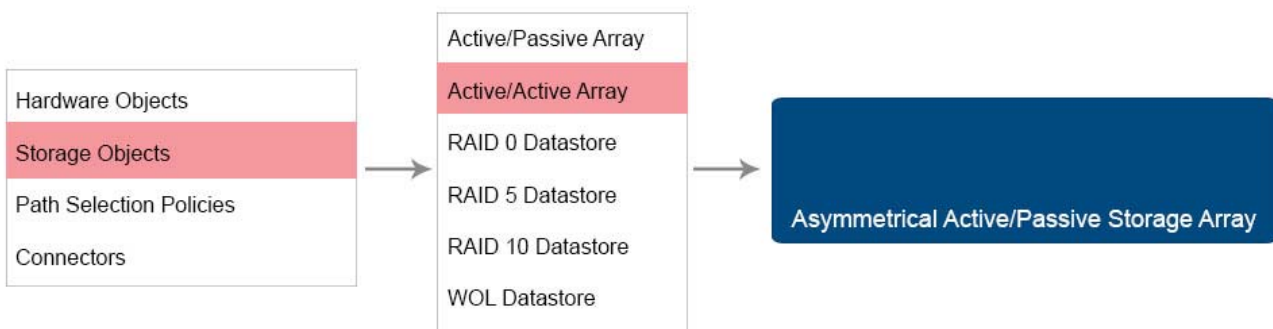 Hardware Objects
Storage Objects
Path Selection Policies
Connectors
Active/Passive Array
Active/Active Array
RAID 0 Datastore
RAID 5 Datastore
RAID 10 Datastore
WOL Datastore
Asymmetrical Active/Passive Storage Array